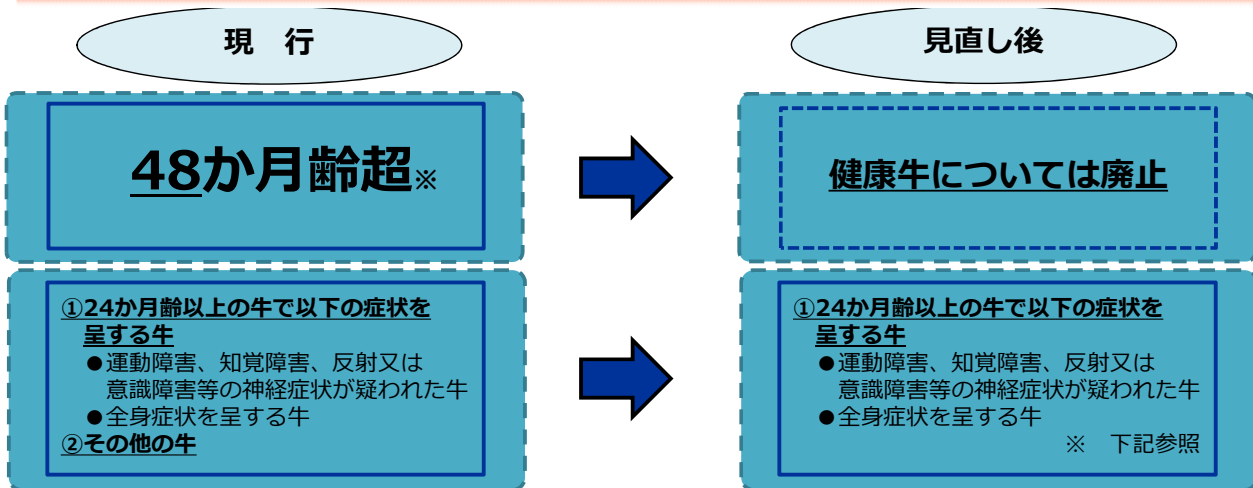 現 行
見直し後
48か月齢超※
健康牛については廃止
①24か月齢以上の牛で以下の症状を
呈する牛
●運動障害、知覚障害、反射又は
意識障害等の神経症状が疑われた牛
●全身症状を呈する牛
②その他の牛
①24か月齢以上の牛で以下の症状を
呈する牛
●運動障害、知覚障害、反射又は
意識障害等の神経症状が疑われた牛
●全身症状を呈する牛
※ 下記参照